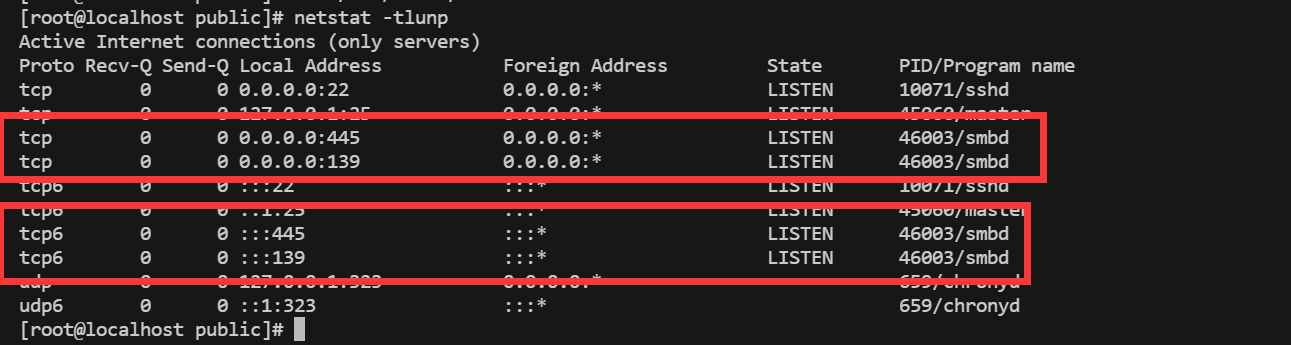 [root@localhost public]# netstat -tlunp
Active Internet connections (only servers)
Proto Recv-Q Send-Q Local Address Foreign Address State PID/Program name
tcp 0 0 0.0.0.0:22 0.0.0.0:* LISTEN 10071/sshd
tcp 0 0 127.0.0.1:25 0.0.0.0:* LISTEN 45060/master
tcp 0 0 0.0.0.0:445 0.0.0.0:* LISTEN 46003/smbd
tcp 0 0 0.0.0.0:139 0.0.0.0:* LISTEN 46003/smbd
tcp6 0 0 :::22 :::* LISTEN 10071/sshd
tcp6 0 0 ::1:25 :::* LISTEN 45060/master
tcp6 0 0 :::445 :::* LISTEN 46003/smbd
tcp6 0 0 :::139 :::* LISTEN 46003/smbd
udp 0 0 127.0.0.1:323 0.0.0.0:* 659/chronyd
udp6 0 0 ::1:323 :::* 659/chronyd
[root@localhost public]#